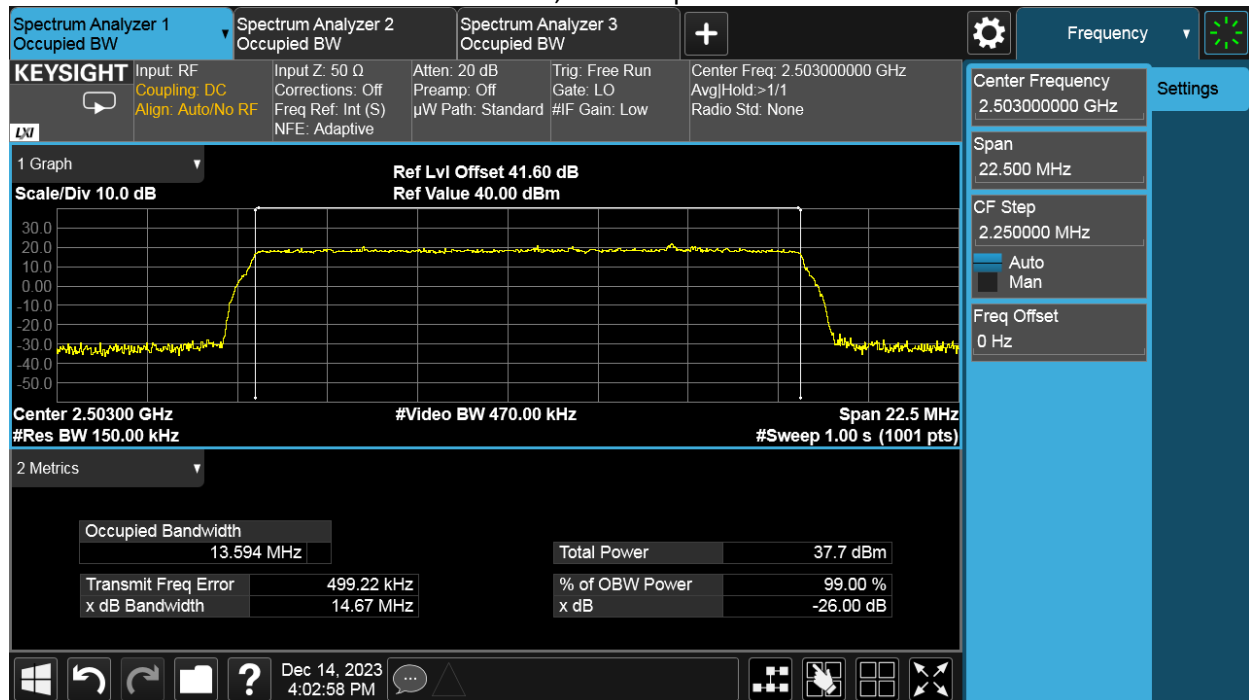 Spectrum Analyzer 1
Occupied BW
Spectrum Analyzer 2
Occupied BW
Spectrum Analyzer 3
Occupied BW
Frequency
KEYSIGHT
LXI
Input: RF
Coupling: DC
Align: Auto/No RF
Input Z: 50 Ω
Corrections: Off
Freq Ref: Int (S)
NFE: Adaptive
Atten: 20 dB
Preamp: Off
µW Path: Standard
Trig: Free Run
Gate: LO
#IF Gain: Low
Center Freq: 2.503000000 GHz
Avg|Hold:>1/1
Radio Std: None
Center Frequency
2.503000000 GHz
Settings
Span
22.500 MHz
CF Step
2.250000 MHz
Auto
Man
Freq Offset
0 Hz
1 Graph
Scale/Div 10.0 dB
Ref Lvl Offset 41.60 dB
Ref Value 40.00 dBm
30.0
20.0
10.0
0.00
-10.0
-20.0
-30.0
-40.0
-50.0
Center 2.50300 GHz
#Video BW 470.00 kHz
Span 22.5 MHz
#Res BW 150.00 kHz
#Sweep 1.00 s (1001 pts)
2 Metrics
Occupied Bandwidth
13.594 MHz
Total Power 37.7 dBm
Transmit Freq Error 499.22 kHz
% of OBW Power 99.00 %
x dB Bandwidth 14.67 MHz
x dB -26.00 dB
?
Dec 14, 2023
4:02:58 PM